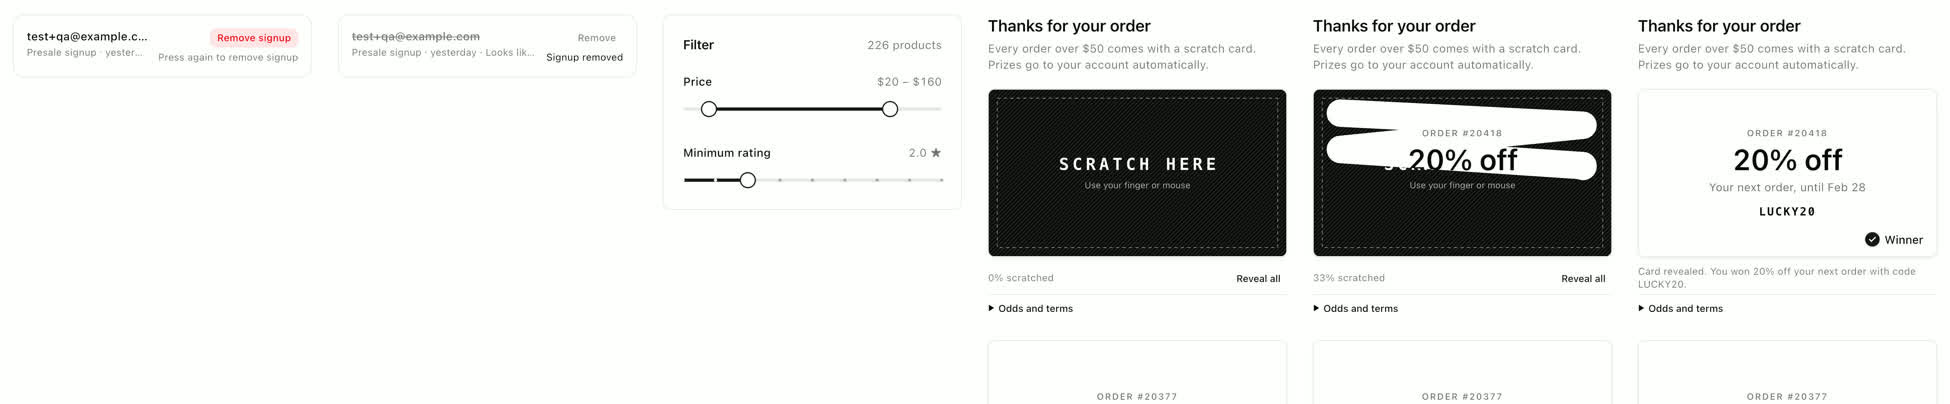 test+qa@example.c...
Remove signup
Presale signup · yester...
Press again to remove signup
test+qa@example.com
Remove
Presale signup · yesterday · Looks lik...
Signup removed
Filter
226 products
Price
$20 – $160
Minimum rating
2.0 ★
Thanks for your order
Every order over $50 comes with a scratch card.
Prizes go to your account automatically.
SCRATCH HERE
Use your finger or mouse
0% scratched
Reveal all
Odds and terms
ORDER #20377
Thanks for your order
Every order over $50 comes with a scratch card.
Prizes go to your account automatically.
ORDER #20418
20% off
Use your finger or mouse
33% scratched
Reveal all
Odds and terms
ORDER #20377
Thanks for your order
Every order over $50 comes with a scratch card.
Prizes go to your account automatically.
ORDER #20418
20% off
Your next order, until Feb 28
LUCKY20
Winner
Card revealed. You won 20% off your next order with code
LUCKY20.
Odds and terms
ORDER #20377